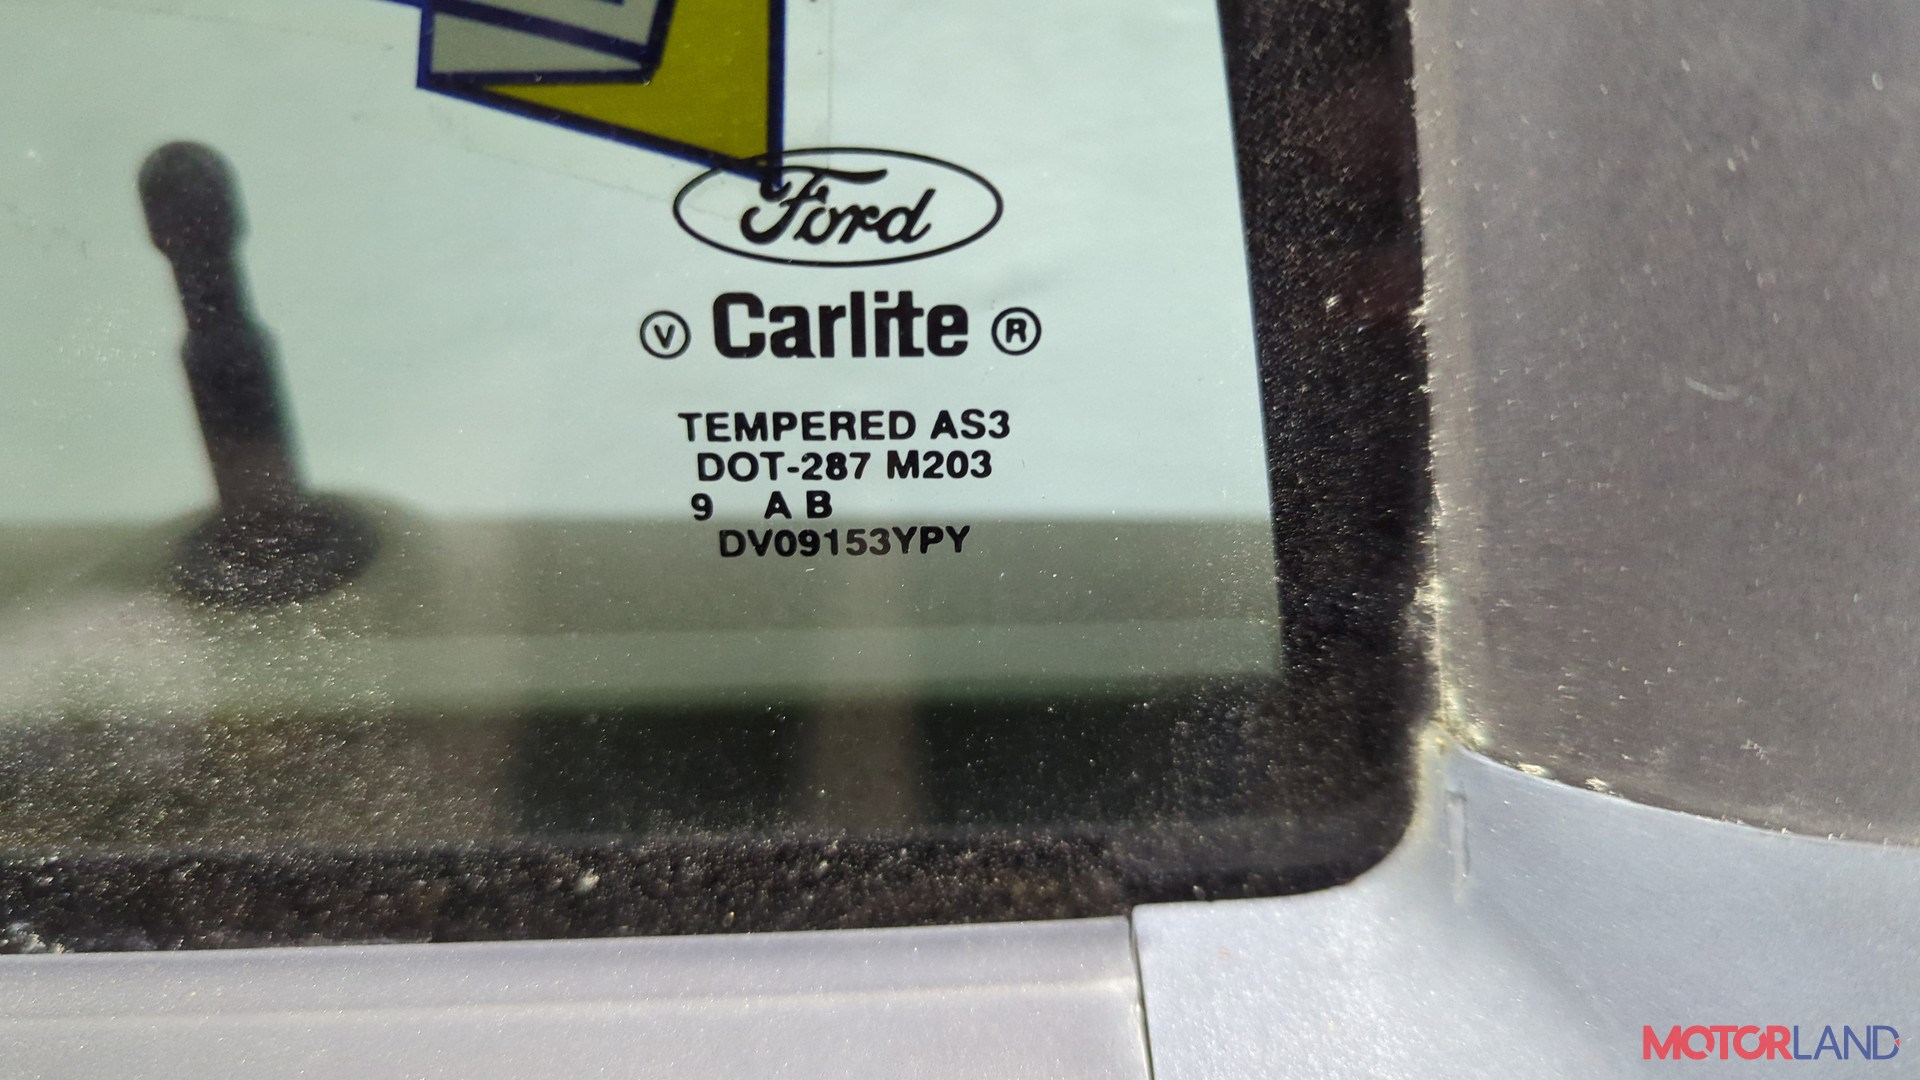 Ford
V Carlite ®
TEMPERED AS3
DOT-287 M203
9 A B
DV09153YPY
MOTORLAND